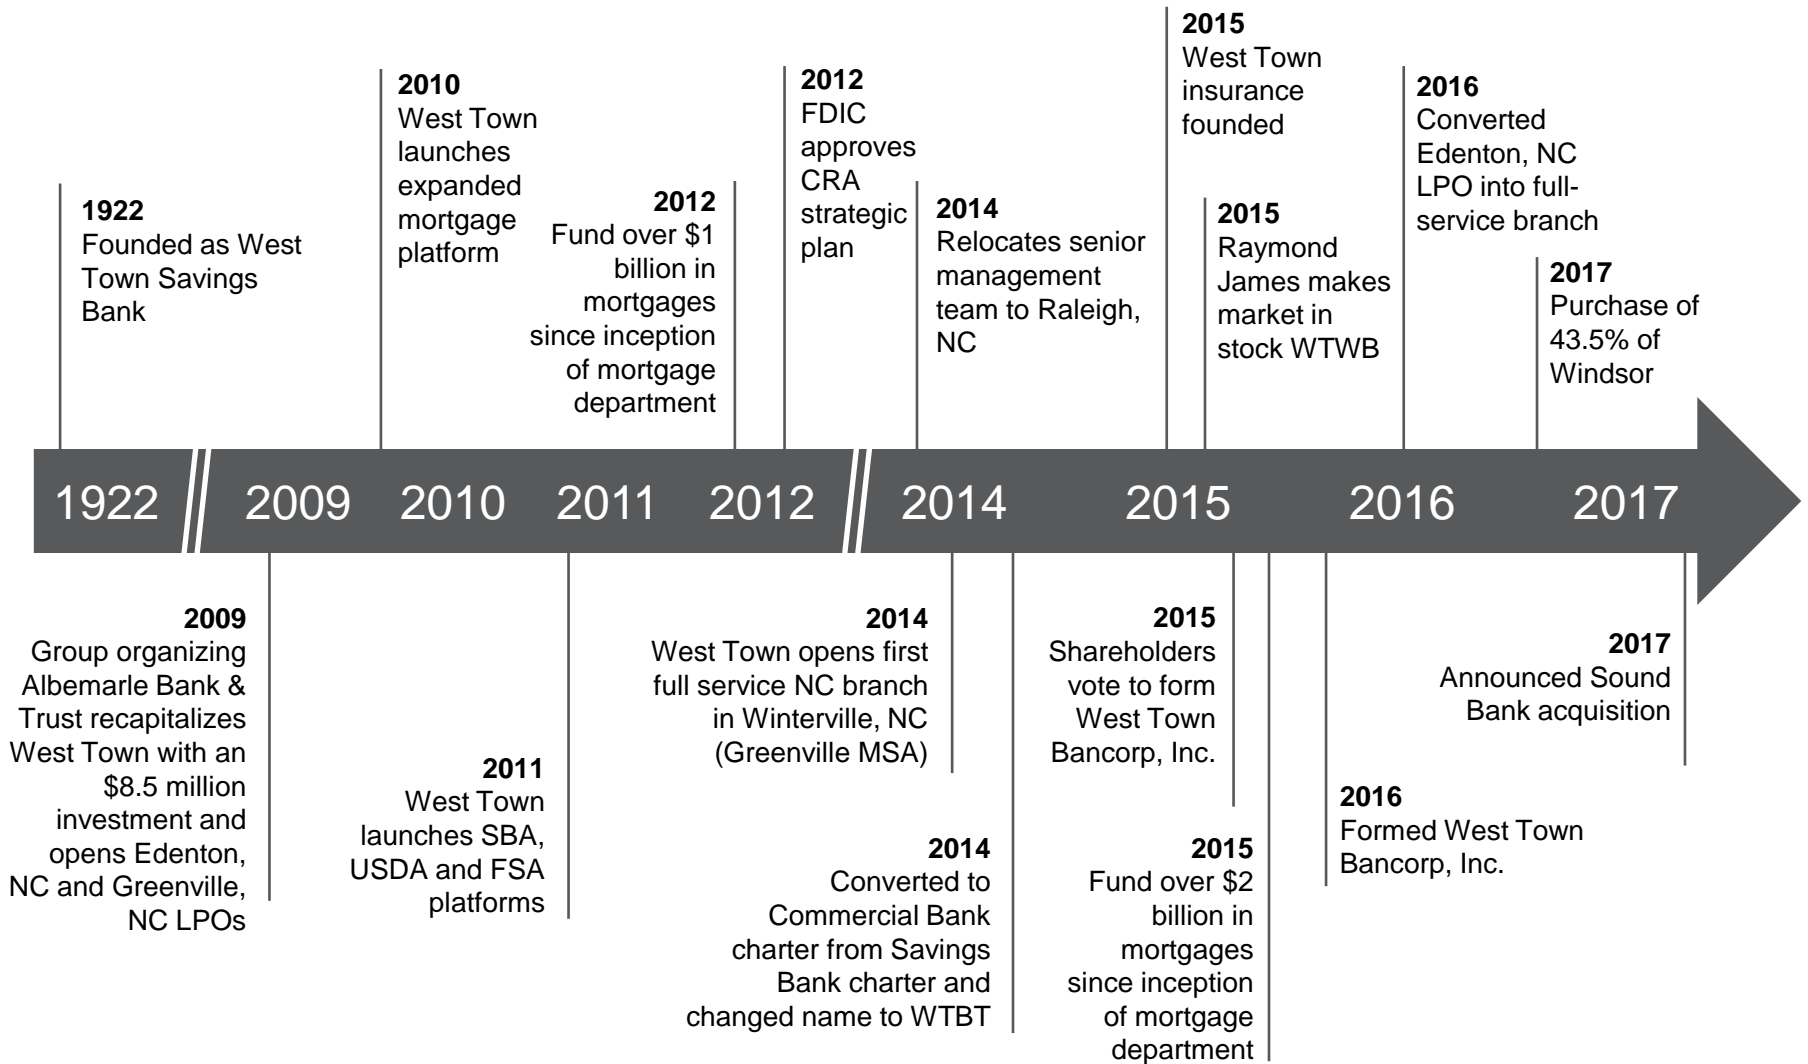 1922
Founded as West
Town Savings
Bank
2010
West Town
launches
expanded
mortgage
platform
2012
Fund over $1
billion in
mortgages
since inception
of mortgage
department
2012
FDIC
approves
CRA
strategic
plan
2014
Relocates senior
management
team to Raleigh,
NC
2015
West Town
insurance
founded
2015
Raymond
James makes
market in
stock WTWB
2016
Converted
Edenton, NC
LPO into full-
service branch
2017
Purchase of
43.5% of
Windsor
1922 2009 2010 2011 2012 2014 2015 2016 2017
2009
Group organizing
Albemarle Bank &
Trust recapitalizes
West Town with an
$8.5 million
investment and
opens Edenton,
NC and Greenville,
NC LPOs
2011
West Town
launches SBA,
USDA and FSA
platforms
2014
West Town opens first
full service NC branch
in Winterville, NC
(Greenville MSA)
2014
Converted to
Commercial Bank
charter from Savings
Bank charter and
changed name to WTBT
2015
Shareholders
vote to form
West Town
Bancorp, Inc.
2015
Fund over $2
billion in
mortgages
since inception
of mortgage
department
2016
Formed West Town
Bancorp, Inc.
2017
Announced Sound
Bank acquisition